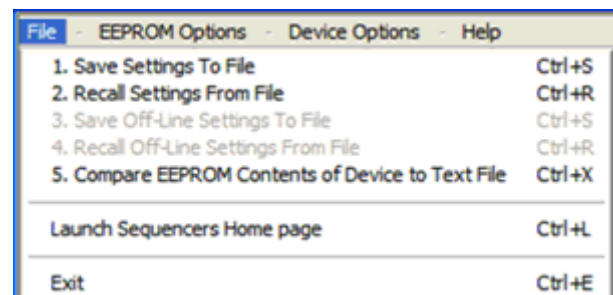 File - EEPROM Options - Device Options - Help
1. Save Settings To File Ctrl+S
2. Recall Settings From File Ctrl+R
3. Save Off-Line Settings To File Ctrl+S
4. Recall Off-Line Settings From File Ctrl+R
5. Compare EEPROM Contents of Device to Text File Ctrl+X
Launch Sequencers Home page Ctrl+L
Exit Ctrl+E